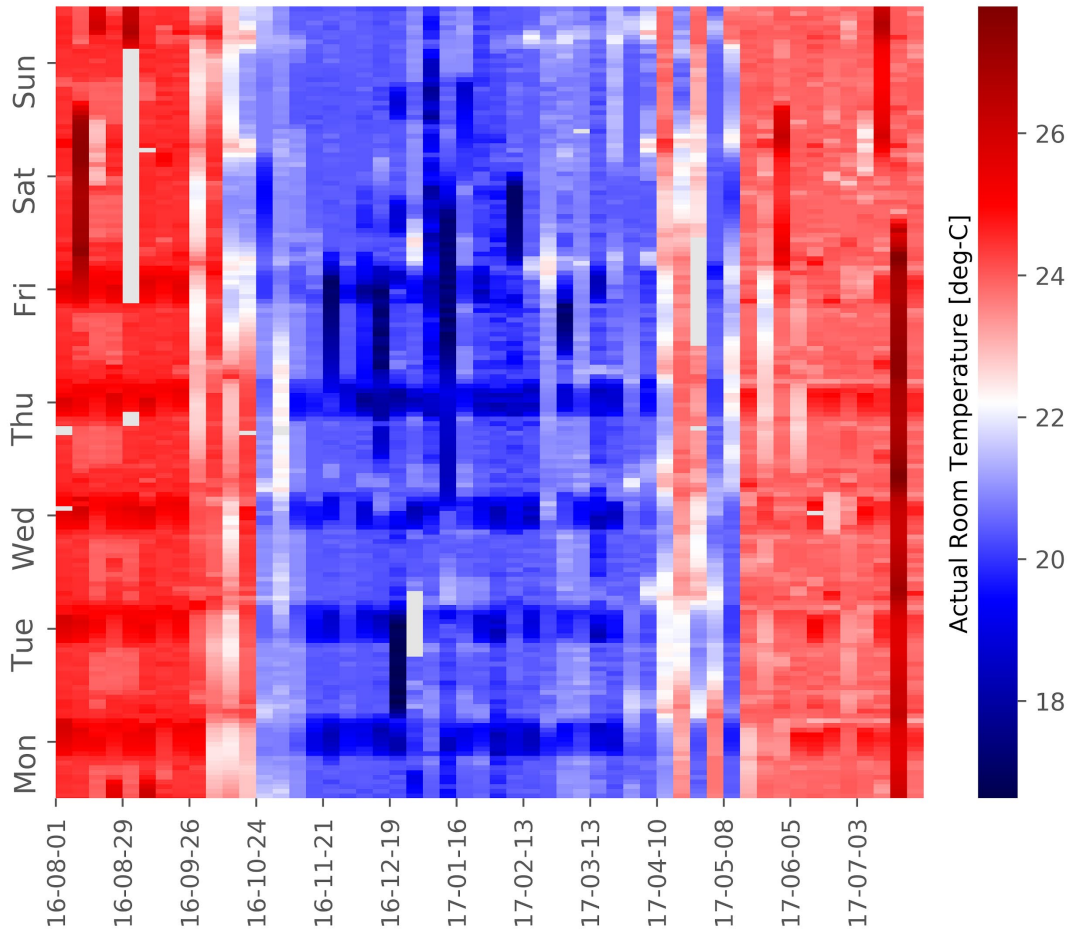 Sun
Sat
Fri
Thu
Wed
Tue
Mon
16-08-01
16-08-29
16-09-26
16-10-24
16-11-21
16-12-19
17-01-16
17-02-13
17-03-13
17-04-10
17-05-08
17-06-05
17-07-03
26
24
22
20
18
Actual Room Temperature [deg-C]